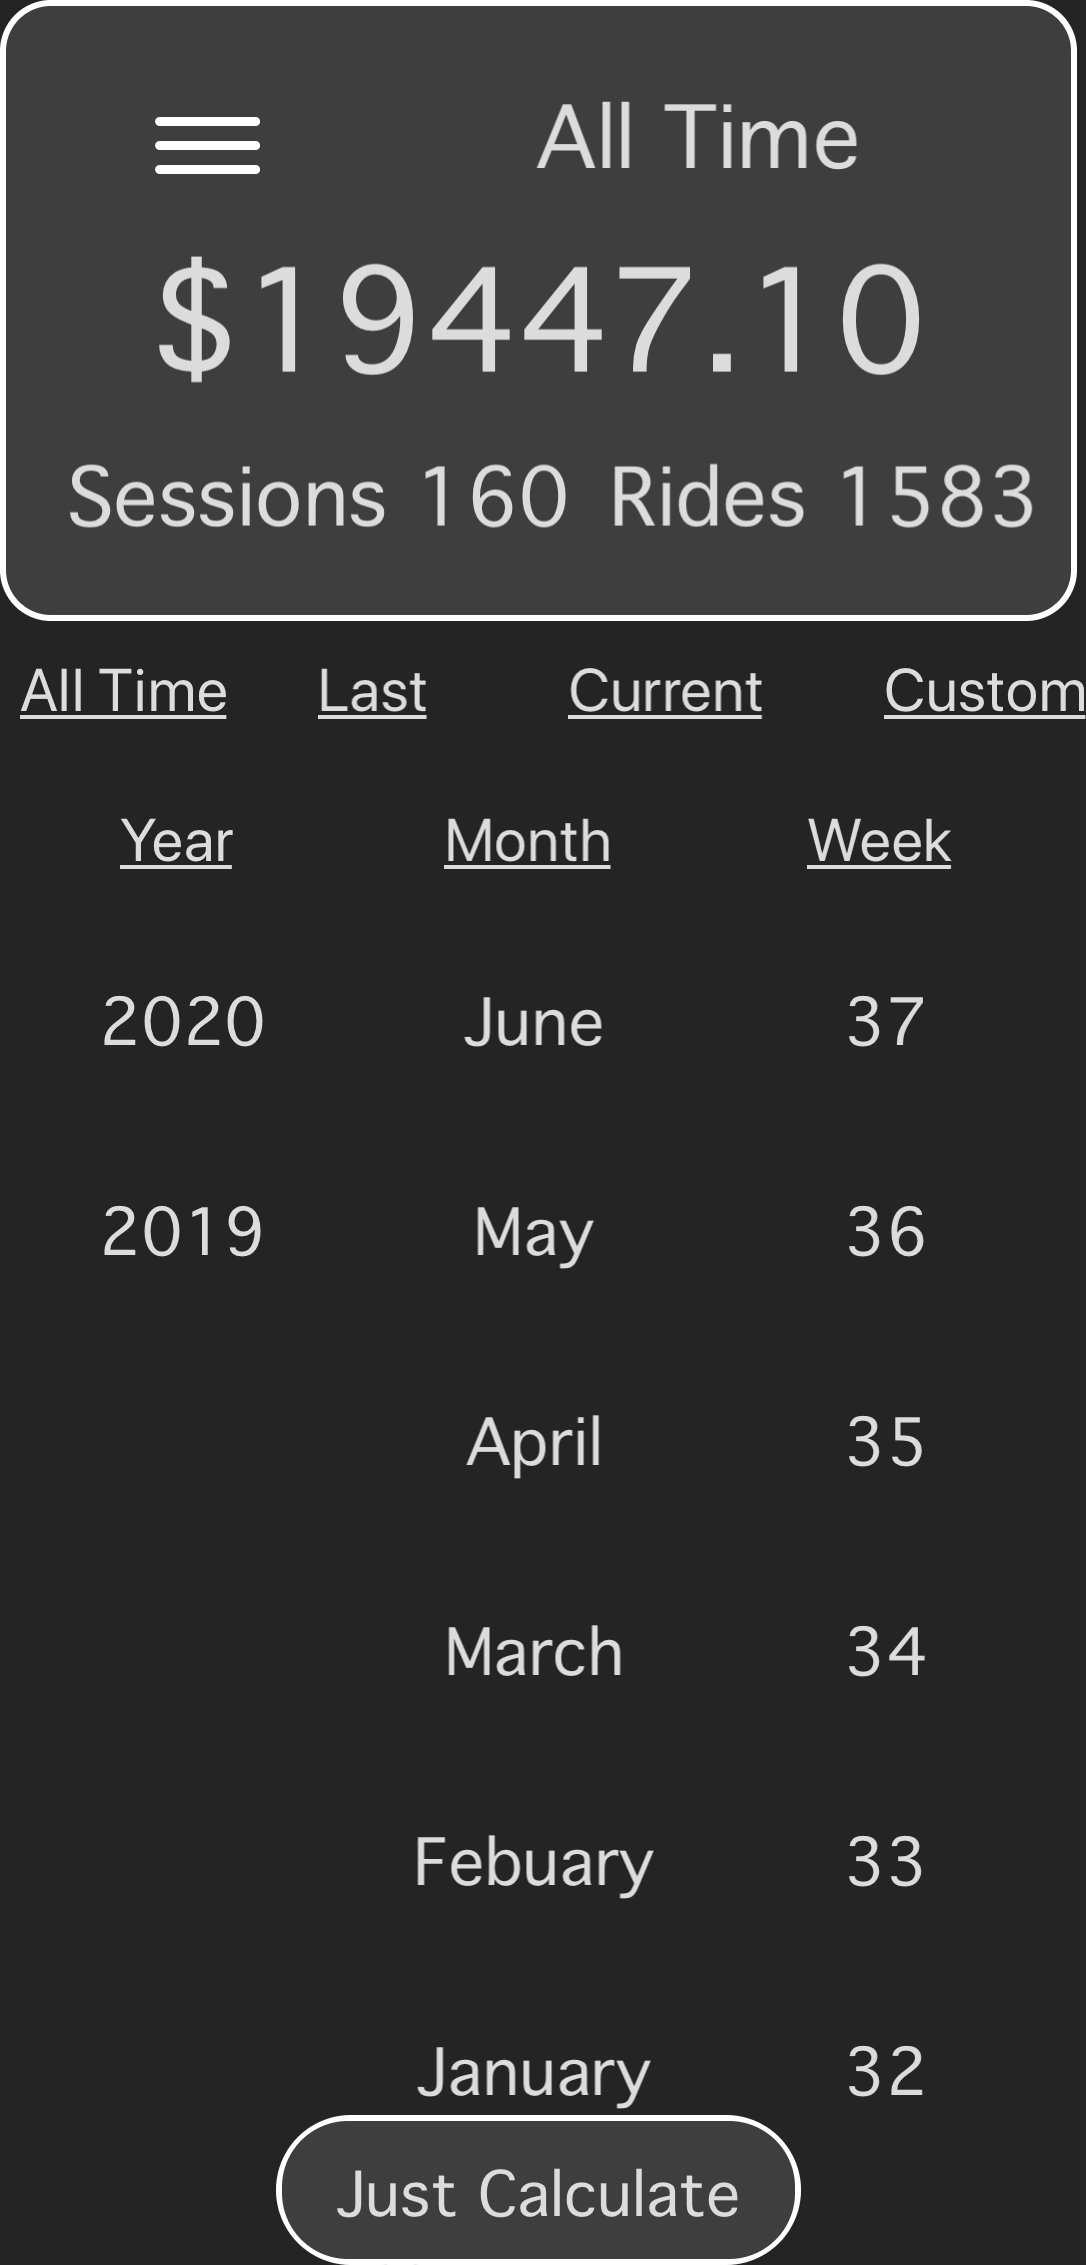 All Time
$19447.10
Sessions 160 Rides 1583
All Time Last Current Custom
Year Month Week
2020 June 37
2019 May 36
April 35
March 34
Febuary 33
January 32
Just Calculate